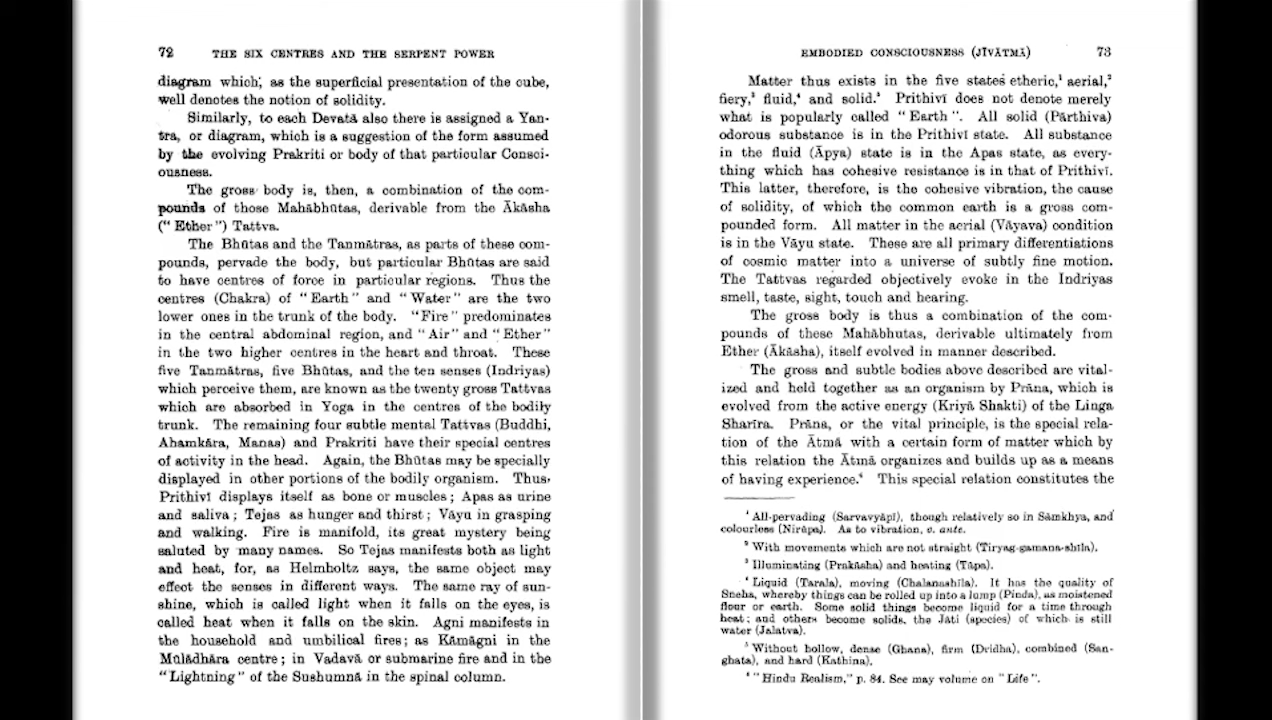 72 THE SIX CENTRES AND THE SERPENT POWER
diagram which, as the superficial presentation of the cube,
well denotes the notion of solidity.
Similarly, to each Devatā also there is assigned a Yan-
tra, or diagram, which is a suggestion of the form assumed
by the evolving Prakriti or body of that particular Consci-
ousness.
The gross body is, then, a combination of the com-
pounds of those Mahābhūtas, derivable from the Ākāsha
("Ether") Tattva.
The Bhūtas and the Tanmātras, as parts of these com-
pounds, pervade the body, but particular Bhūtas are said
to have centres of force in particular regions. Thus the
centres (Chakra) of "Earth" and "Water" are the two
lower ones in the trunk of the body. "Fire" predominates
in the central abdominal region, and "Air" and "Ether"
in the two higher centres in the heart and throat. These
five Tanmātras, five Bhūtas, and the ten senses (Indriyas)
which perceive them, are known as the twenty gross Tattvas
which are absorbed in Yoga in the centres of the bodily
trunk. The remaining four subtle mental Tattvas (Buddhi,
Ahamkāra, Manas) and Prakriti have their special centres
of activity in the head. Again, the Bhūtas may be specially
displayed in other portions of the bodily organism. Thus,
Prithivī displays itself as bone or muscles; Apas as urine
and saliva; Tejas as hunger and thirst; Vāyu in grasping
and walking. Fire is manifold, its great mystery being
saluted by many names. So Tejas manifests both as light
and heat, for, as Helmholtz says, the same object may
effect the senses in different ways. The same ray of sun-
shine, which is called light when it falls on the eyes, is
called heat when it falls on the skin. Agni manifests in
the household and umbilical fires; as Kāmāgni in the
Mūlādhāra centre; in Vadavā or submarine fire and in the
"Lightning" of the Sushumnā in the spinal column.
EMBODIED CONSCIOUSNESS (JĪVĀTMĀ) 73
Matter thus exists in the five states etheric,¹ aerial,²
fiery,³ fluid,⁴ and solid.⁵ Prithivī does not denote merely
what is popularly called "Earth". All solid (Pārthiva)
odorous substance is in the Prithivī state. All substance
in the fluid (Āpya) state is in the Apas state, as every-
thing which has cohesive resistance is in that of Prithivī.
This latter, therefore, is the cohesive vibration, the cause
of solidity, of which the common earth is a gross com-
pounded form. All matter in the aerial (Vāyava) condition
is in the Vāyu state. These are all primary differentiations
of cosmic matter into a universe of subtly fine motion.
The Tattvas regarded objectively evoke in the Indriyas
smell, taste, sight, touch and hearing.
The gross body is thus a combination of the com-
pounds of these Mahābhutas, derivable ultimately from
Ether (Ākāsha), itself evolved in manner described.
The gross and subtle bodies above described are vital-
ized and held together as an organism by Prāna, which is
evolved from the active energy (Kriyā Shakti) of the Linga
Sharīra. Prāna, or the vital principle, is the special rela-
tion of the Ātmā with a certain form of matter which by
this relation the Ātmā organizes and builds up as a means
of having experience.⁶ This special relation constitutes the
¹ All-pervading (Sarvavyāpī), though relatively so in Sāmkhya, and
colourless (Nirūpa). As to vibration, v. ante.
² With movements which are not straight (Tiryag-gamana-shīla).
³ Illuminating (Prakāsha) and heating (Tāpa).
⁴ Liquid (Tarala), moving (Chalanashīla). It has the quality of
Sneha, whereby things can be rolled up into a lump (Pinda), as moistened
flour or earth. Some solid things become liquid for a time through
heat; and others become solids, the Jāti (species) of which is still
water (Jalatva).
⁵ Without hollow, dense (Ghana), firm (Dridha), combined (San-
ghata), and hard (Kathina).
⁶ "Hindu Realism," p. 84. See may volume on "Life".